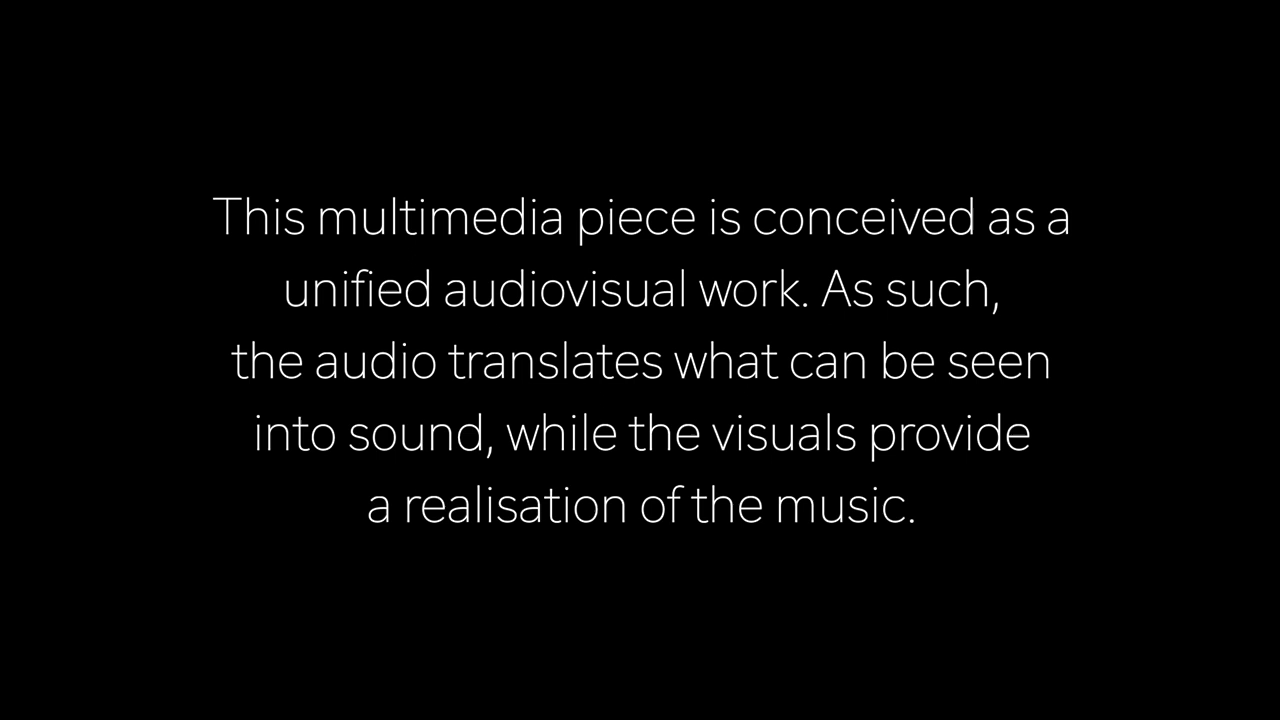 This multimedia piece is conceived as a
unified audiovisual work. As such,
the audio translates what can be seen
into sound, while the visuals provide
a realisation of the music.